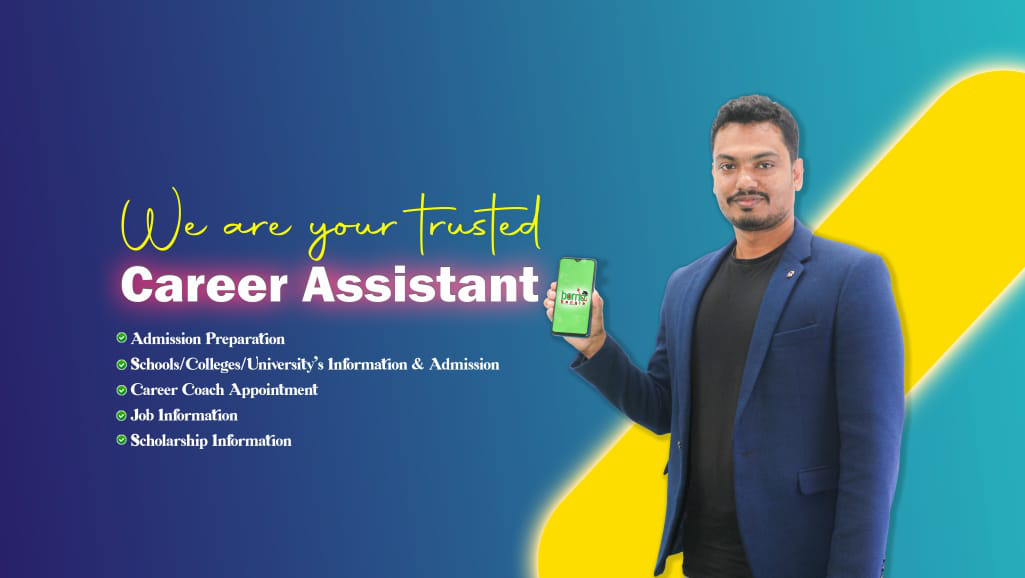 We are your trusted
Career Assistant
Admission Preparation
Schools/Colleges/University's Information & Admission
Career Coach Appointment
Job Information
Scholarship Information